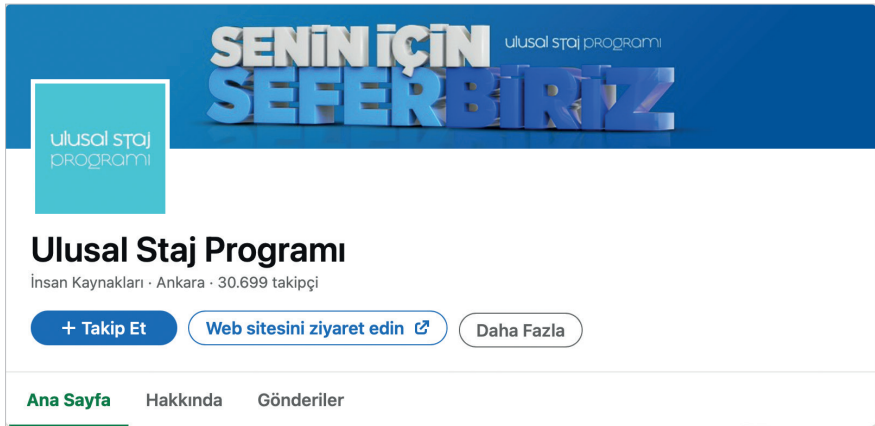 SENİN İÇİN
SEFERBİRİZ
ulusal staj programı
ulusal staj
programı
Ulusal Staj Programı
İnsan Kaynakları · Ankara · 30.699 takipçi
+ Takip Et
Web sitesini ziyaret edin
Daha Fazla
Ana Sayfa
Hakkında
Gönderiler